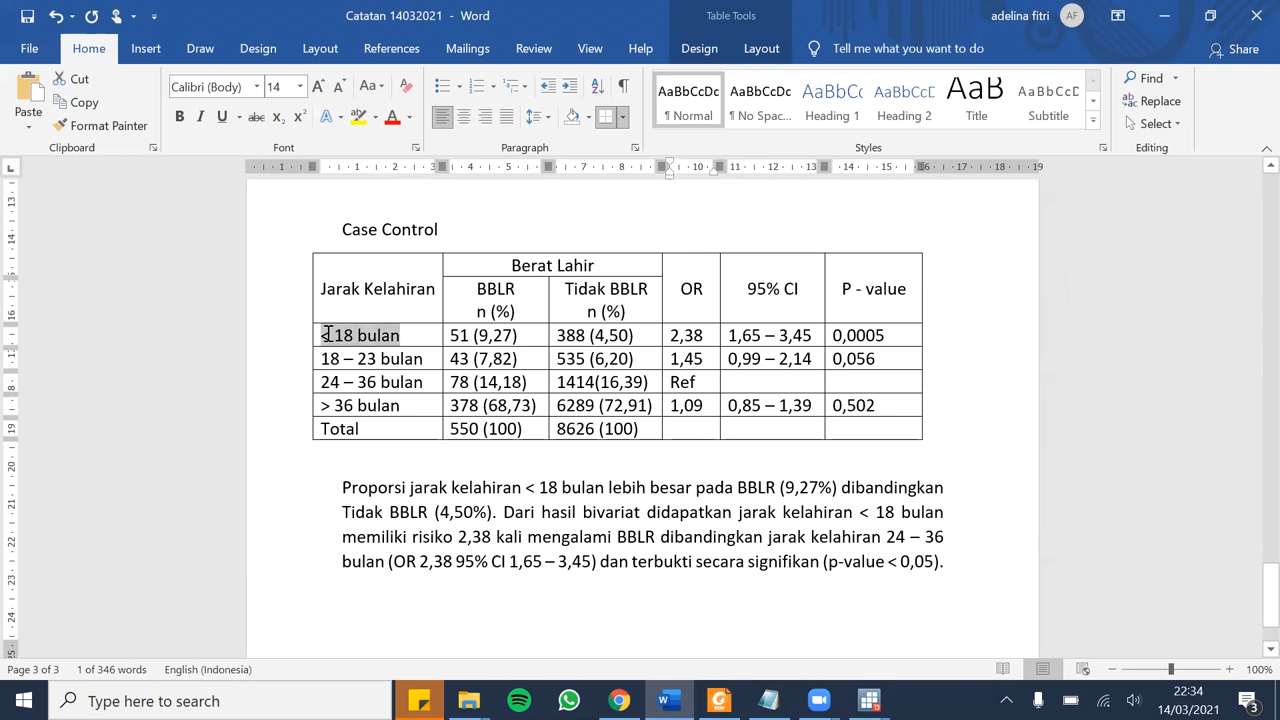 Catatan 14032021 - Word
Table Tools
adelina fitri AF
File Home Insert Draw Design Layout References Mailings Review View Help Design Layout Tell me what you want to do Share
Paste Cut Copy Format Painter
Clipboard
Calibri (Body) 14
Font
Paragraph
AaBbCcDd AaBbCcDd AaBbCc AaBbCcD AaB AaBbCcD
¶ Normal ¶ No Spac... Heading 1 Heading 2 Title Subtitle
Styles
Find
Replace
Select
Editing
Case Control
Jarak Kelahiran Berat Lahir OR 95% CI P - value
BBLR n (%) Tidak BBLR n (%)
< 18 bulan 51 (9,27) 388 (4,50) 2,38 1,65 – 3,45 0,0005
18 – 23 bulan 43 (7,82) 535 (6,20) 1,45 0,99 – 2,14 0,056
24 – 36 bulan 78 (14,18) 1414(16,39) Ref
> 36 bulan 378 (68,73) 6289 (72,91) 1,09 0,85 – 1,39 0,502
Total 550 (100) 8626 (100)
Proporsi jarak kelahiran < 18 bulan lebih besar pada BBLR (9,27%) dibandingkan
Tidak BBLR (4,50%). Dari hasil bivariat didapatkan jarak kelahiran < 18 bulan
memiliki risiko 2,38 kali mengalami BBLR dibandingkan jarak kelahiran 24 – 36
bulan (OR 2,38 95% CI 1,65 – 3,45) dan terbukti secara signifikan (p-value < 0,05).
Page 3 of 3 1 of 346 words English (Indonesia) 100%
Type here to search
22:34
14/03/2021
3